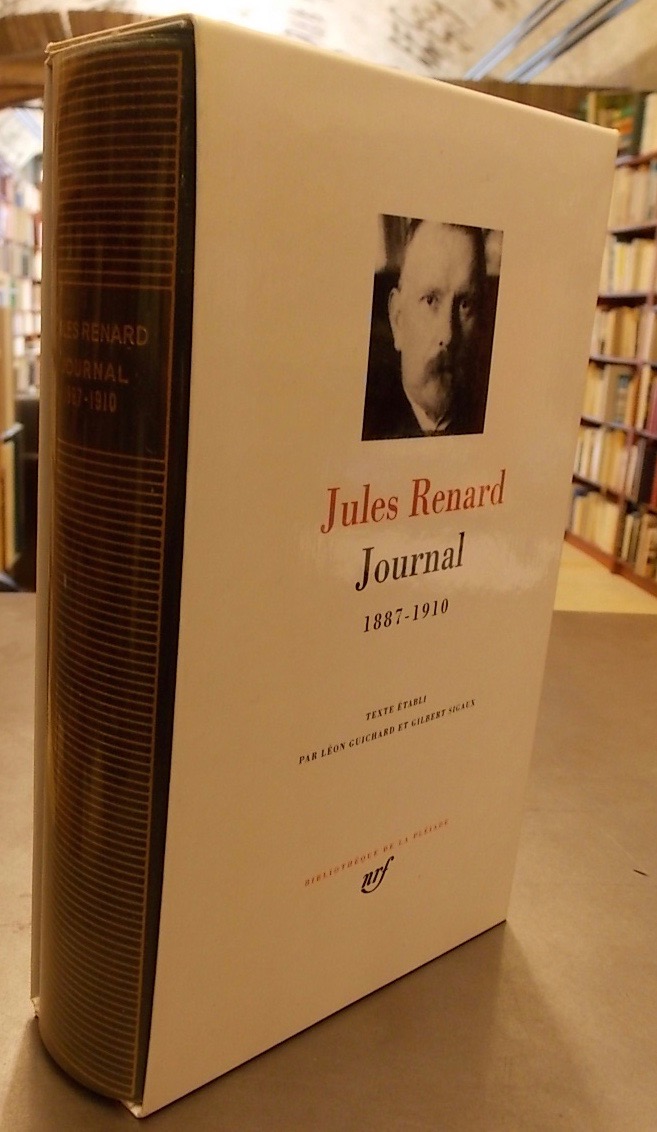 LES RENARD
JOURNAL
1887-1910
Jules Renard
Journal
1887-1910
TEXTE ÉTABLI
PAR LÉON GUICHARD ET GILBERT SIGAUX
BIBLIOTHÈQUE DE LA PLÉIADE
nrf